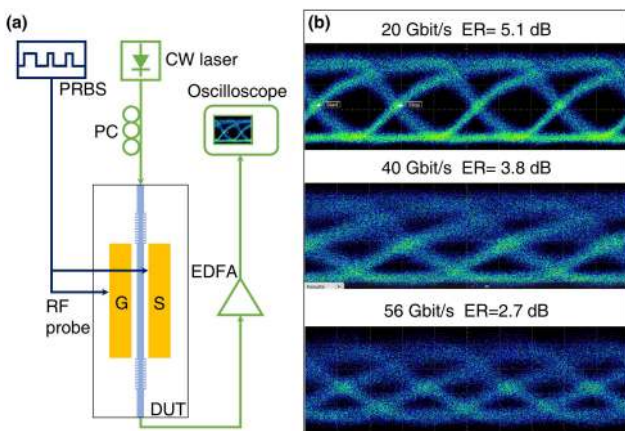 (a)
PRBS
CW laser
Oscilloscope
PC
EDFA
G
S
RF
probe
DUT
(b)
20 Gbit/s ER= 5.1 dB
40 Gbit/s ER= 3.8 dB
56 Gbit/s ER=2.7 dB